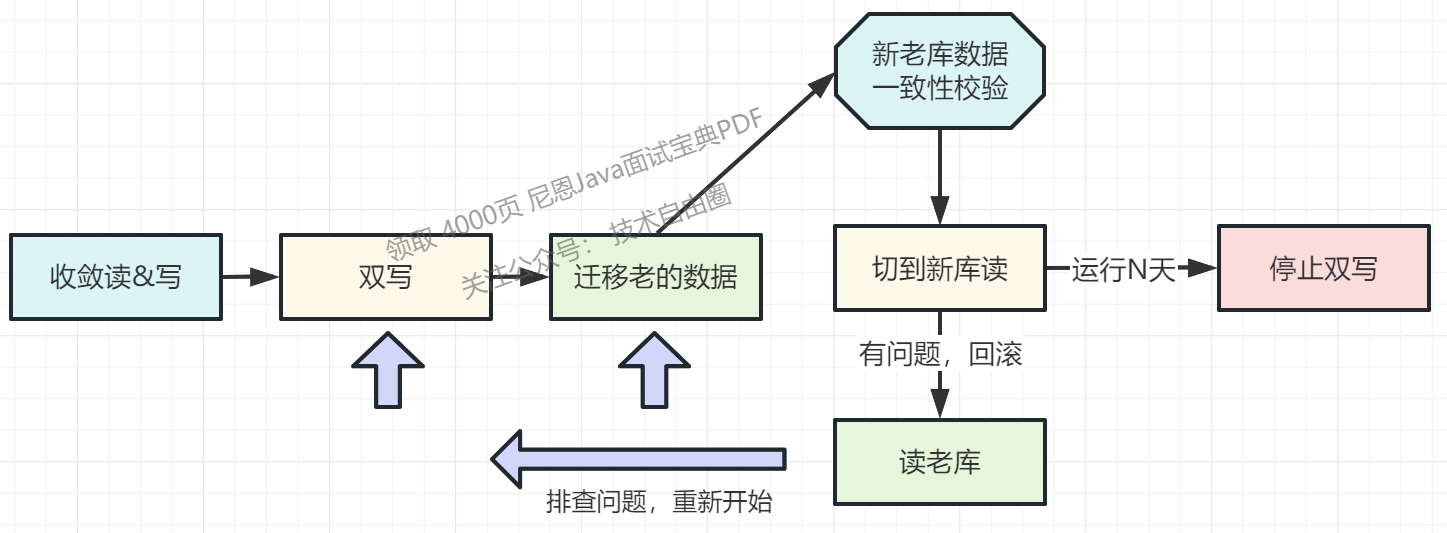 新老库数据
一致性校验
领取 4000页 尼恩Java面试宝典PDF
关注公众号： 技术自由圈
收敛读&写
双写
迁移老的数据
切到新库读
运行N天
停止双写
有问题，回滚
读老库
排查问题，重新开始